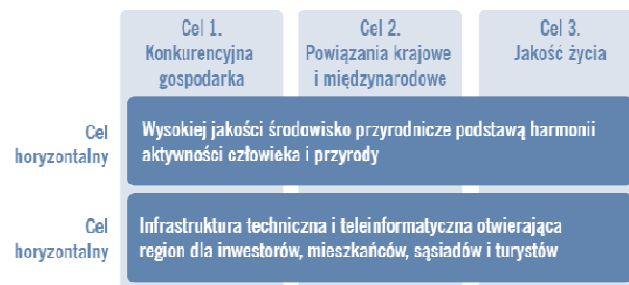 Cel 1.
Konkurencyjna
gospodarka
Cel 2.
Powiązania krajowe
i międzynarodowe
Cel 3.
Jakość życia
Cel
horyzontalny
Wysokiej jakości środowisko przyrodnicze podstawą harmonii
aktywności człowieka i przyrody
Cel
horyzontalny
Infrastruktura techniczna i teleinformatyczna otwierająca
region dla inwestorów, mieszkańców, sąsiadów i turystów